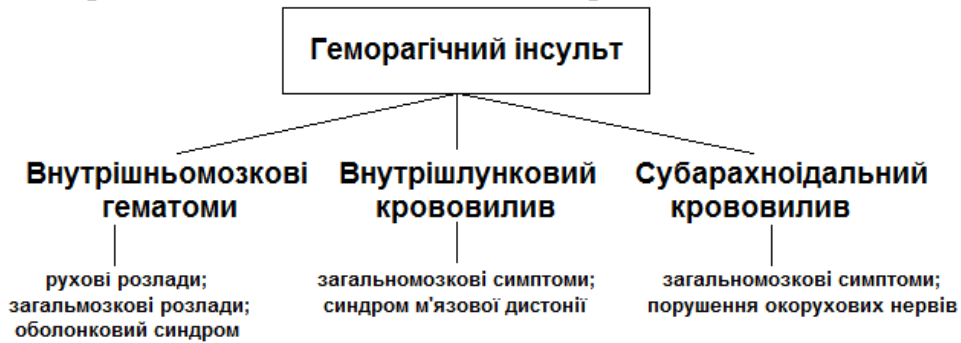 Геморагічний інсульт
Внутрішньомозкові
гематоми
Внутрішлунковий
крововилив
Субарахноідальний
крововилив
рухові розлади;
загальмозкові розлади;
оболонковий синдром
загальномозкові симптоми;
синдром м'язової дистонії
загальномозкові симптоми;
порушення окорухових нервів